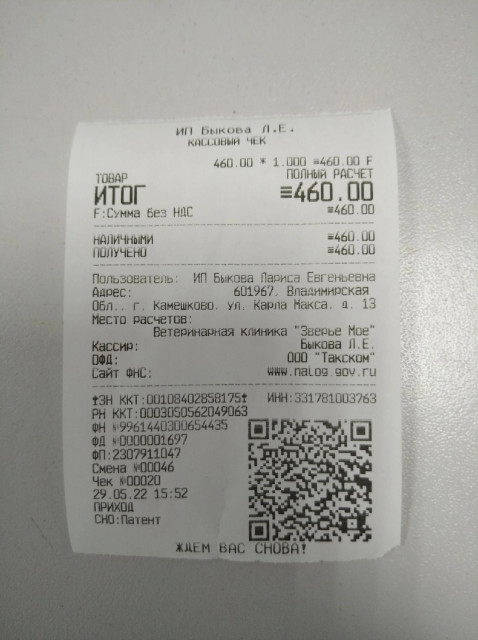 ИП Быкова Л.Е.
КАССОВЫЙ ЧЕК
460.00 * 1.000 =460.00 F
ПОЛНЫЙ РАСЧЕТ
ТОВАР
ИТОГ =460.00
F:Сумма без НДС =460.00
НАЛИЧНЫМИ =460.00
ПОЛУЧЕНО =460.00
Пользователь: ИП Быкова Лариса Евгеньевна
Адрес: 601967, Владимирская
Обл., г. Камешково, ул. Карла Макса, д. 13
Место расчетов:
Ветеринарная клиника "Зверье Мое"
Кассир: Быкова Л.Е.
ОФД: ООО "Такском"
Сайт ФНС: www.nalog.gov.ru
ЗН ККТ:00108402858175 ИНН:331781003763
РН ККТ:0003050562049063
ФН №9961440300654435
ФД №0000001697
ФП:2307911047
Смена №00046
Чек №00020
29.05.22 15:52
ПРИХОД
СНО:Патент
ЖДЕМ ВАС СНОВА!